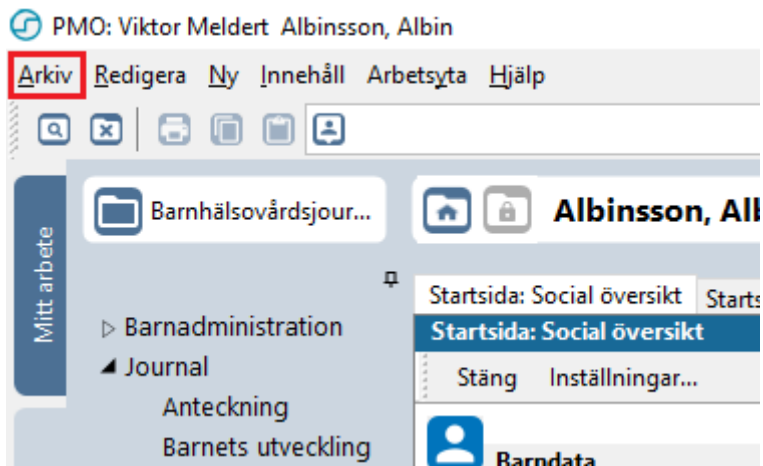 PMO: Viktor Meldert Albinsson, Albin
Arkiv Redigera Ny Innehåll Arbetsyta Hjälp
Barnhälsovårdsjour...
Albinsson, Alb
Mitt arbete
Startsida: Social översikt Starts
Startsida: Social översikt
Barnadministration
Stäng Inställningar...
Journal
Anteckning
Barnets utveckling
Barndata